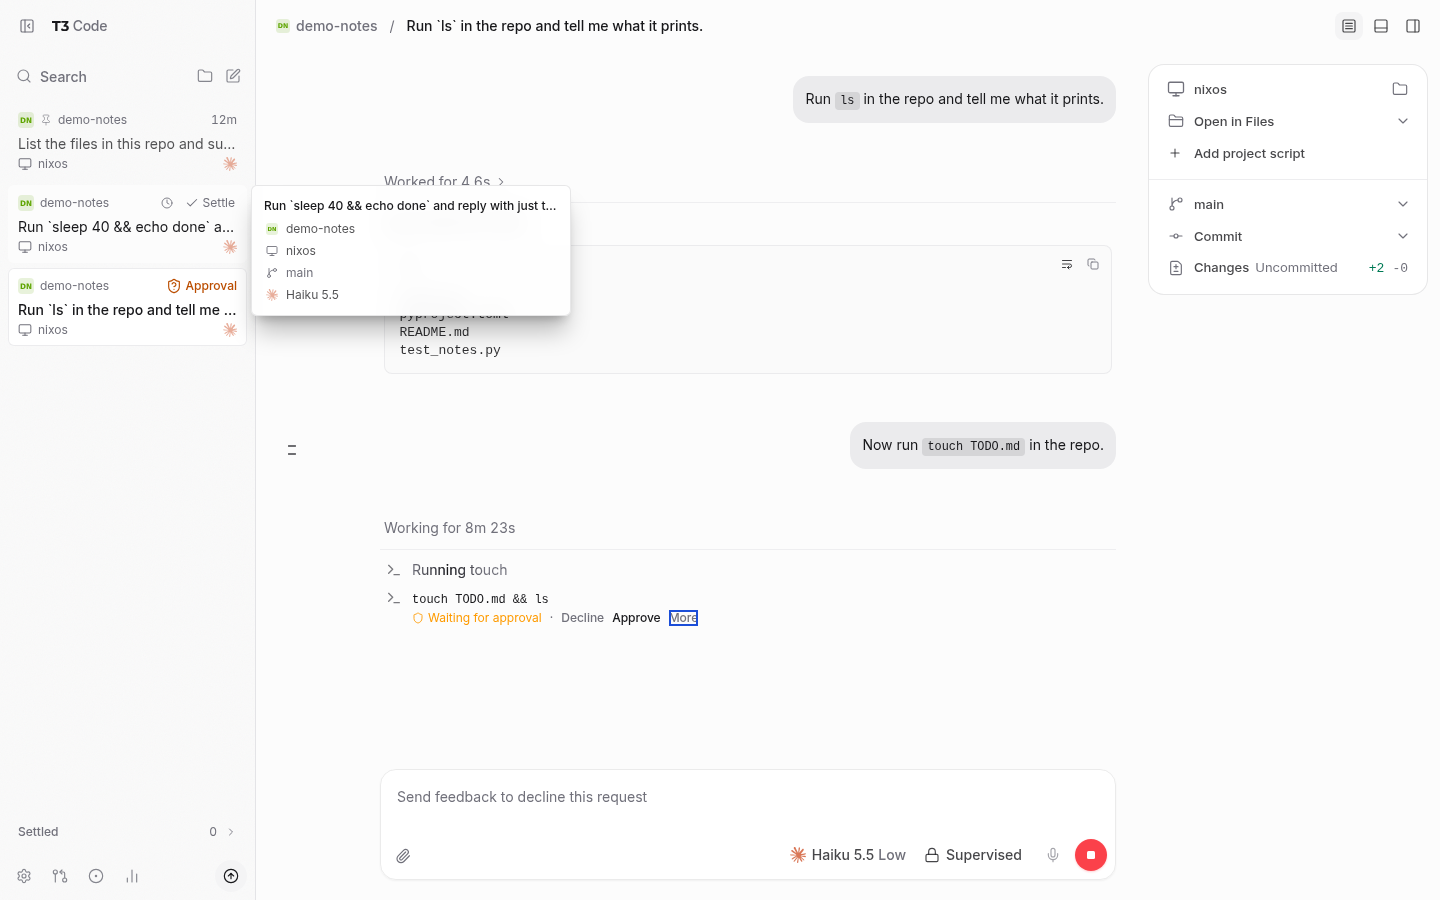 T3 Code
Search
DN demo-notes 12m
List the files in this repo and su...
nixos
DN demo-notes Settle
Run `sleep 40 && echo done` a...
nixos
DN demo-notes Approval
Run `ls` in the repo and tell me ...
nixos
Settled 0
DN demo-notes / Run `ls` in the repo and tell me what it prints.
Run ls in the repo and tell me what it prints.
Worked for 4.6s
Run `sleep 40 && echo done` and reply with just t...
DN demo-notes
nixos
main
Haiku 5.5
pyproject.toml
README.md
test_notes.py
Now run touch TODO.md in the repo.
Working for 8m 23s
Running touch
touch TODO.md && ls
Waiting for approval · Decline Approve More
Send feedback to decline this request
Haiku 5.5 Low Supervised
nixos
Open in Files
Add project script
main
Commit
Changes Uncommitted +2 -0